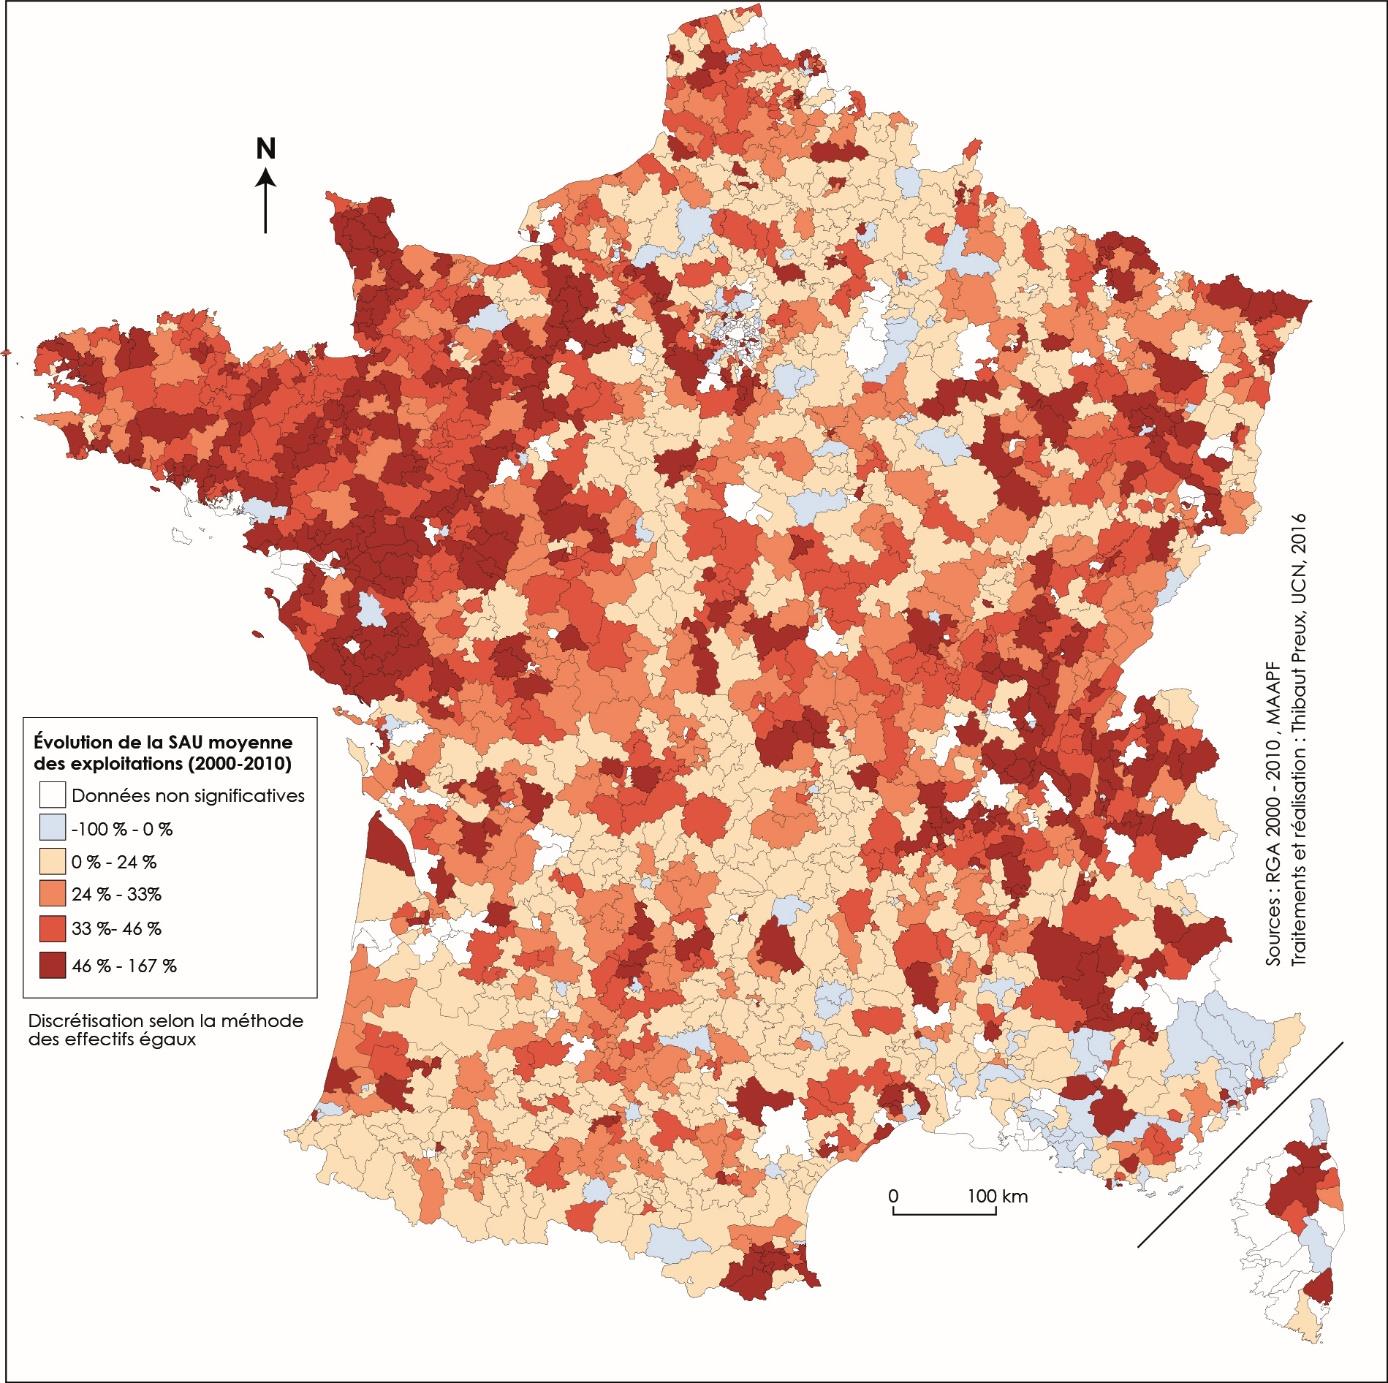 N
Évolution de la SAU moyenne
des exploitations (2000-2010)
Données non significatives
-100 % - 0 %
0 % - 24 %
24 % - 33%
33 %- 46 %
46 % - 167 %
Discrétisation selon la méthode
des effectifs égaux
0 100 km
Sources : RGA 2000 - 2010 , MAAPF
Traitements et réalisation : Thibaut Preux, UCN, 2016